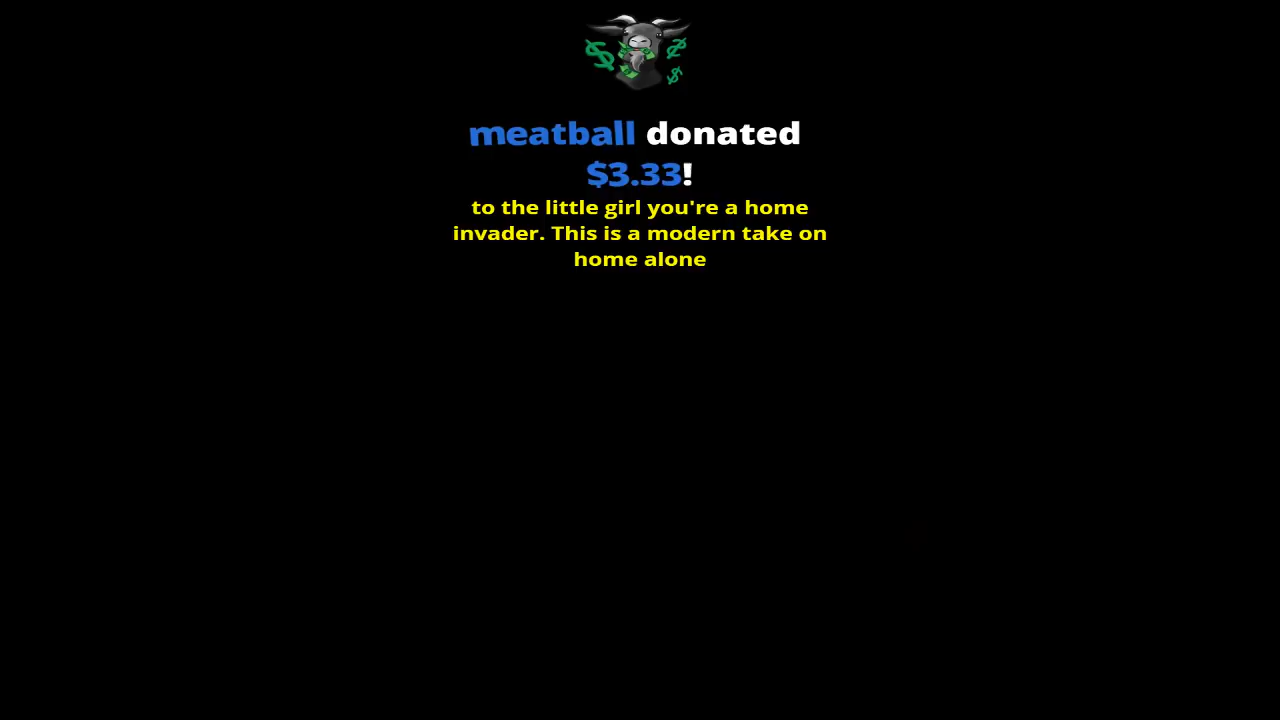 meatball donated
$3.33!
to the little girl you're a home
invader. This is a modern take on
home alone